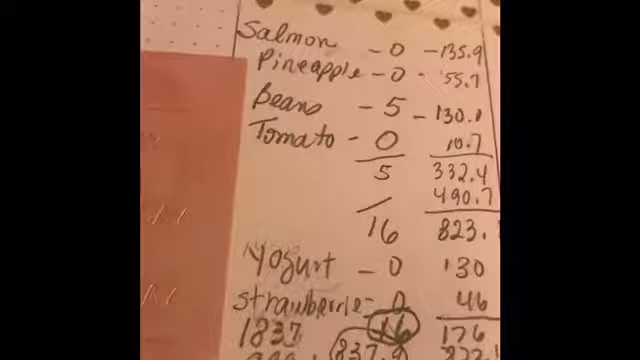 Salmon - 0 - 135.9
Pineapple - 0 - 55.7
Beans - 5 - 130.1
Tomato - 0 10.7
5 332.4
490.7
/16 823.
Yogurt - 0 130
Strawberrie - 0 46
1837 16 176
837.9